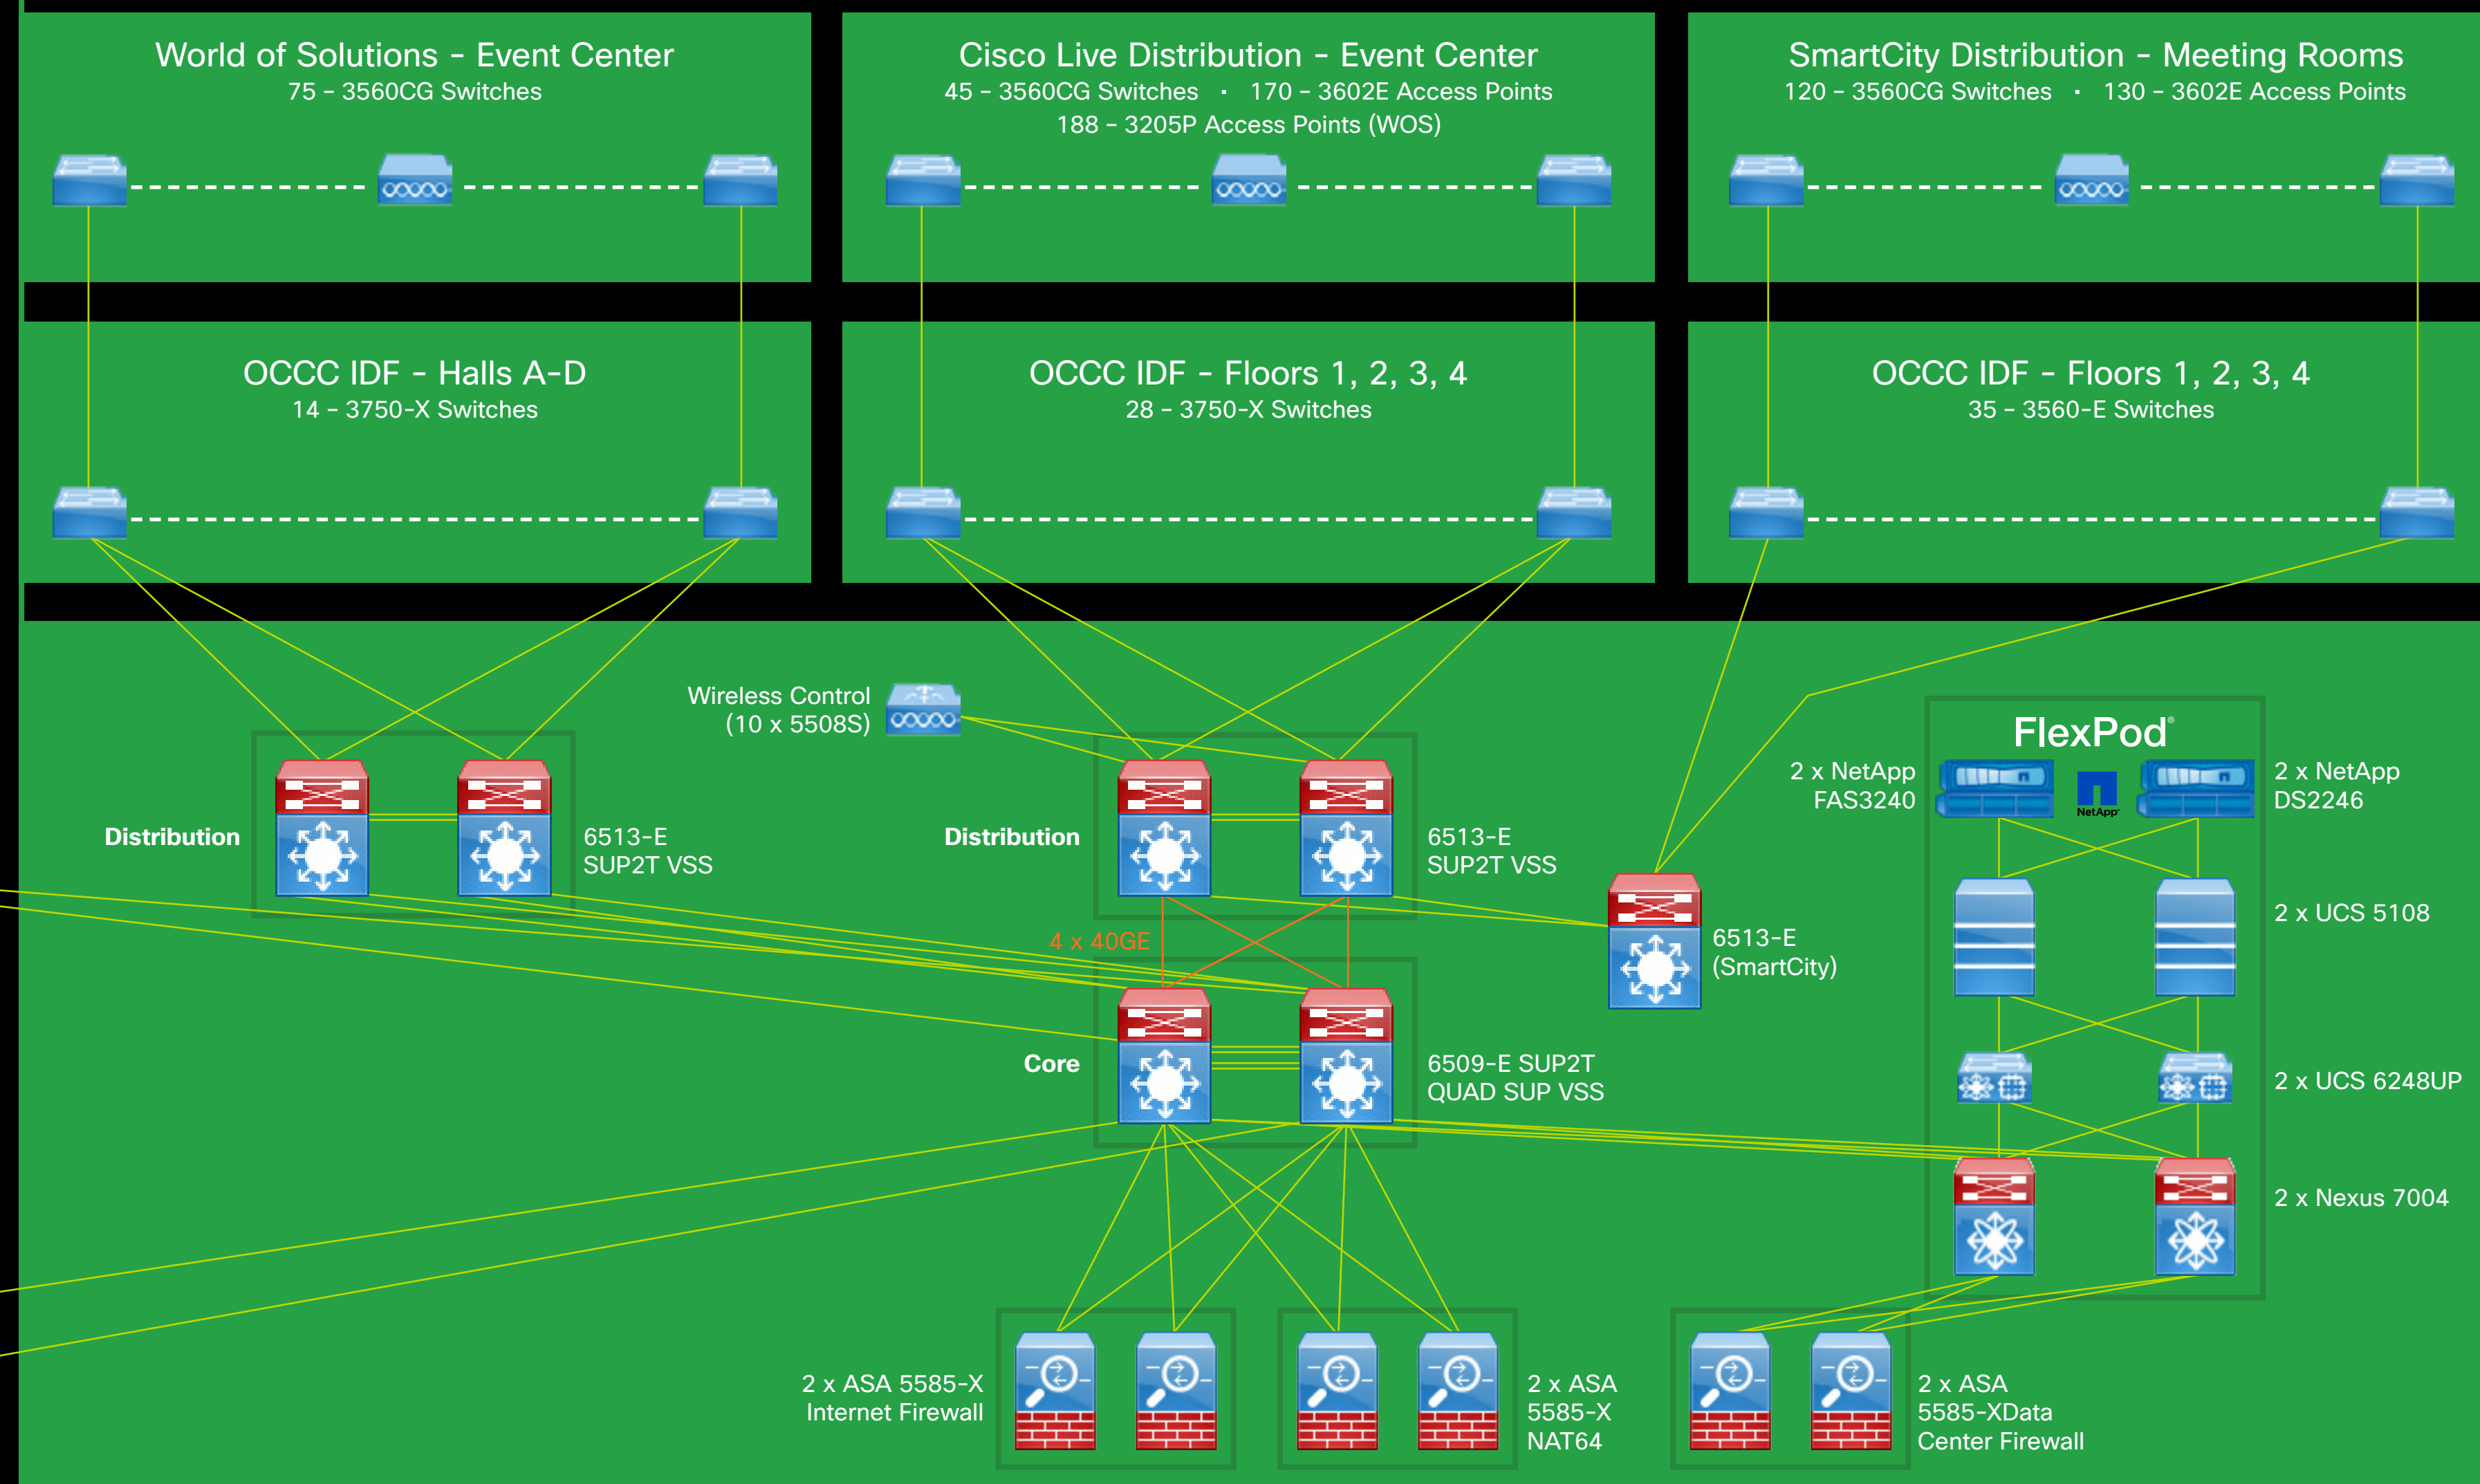 World of Solutions - Event Center
75 - 3560CG Switches
Cisco Live Distribution - Event Center
45 - 3560CG Switches · 170 - 3602E Access Points
188 - 3205P Access Points (WOS)
SmartCity Distribution - Meeting Rooms
120 - 3560CG Switches · 130 - 3602E Access Points
OCCC IDF - Halls A-D
14 - 3750-X Switches
OCCC IDF - Floors 1, 2, 3, 4
28 - 3750-X Switches
OCCC IDF - Floors 1, 2, 3, 4
35 - 3560-E Switches
Wireless Control
(10 x 5508S)
Distribution
6513-E
SUP2T VSS
Distribution
6513-E
SUP2T VSS
4 x 40GE
6513-E
(SmartCity)
Core
6509-E SUP2T
QUAD SUP VSS
FlexPod®
2 x NetApp
FAS3240
NetApp
2 x NetApp
DS2246
2 x UCS 5108
2 x UCS 6248UP
2 x Nexus 7004
2 x ASA 5585-X
Internet Firewall
2 x ASA
5585-X
NAT64
2 x ASA
5585-XData
Center Firewall